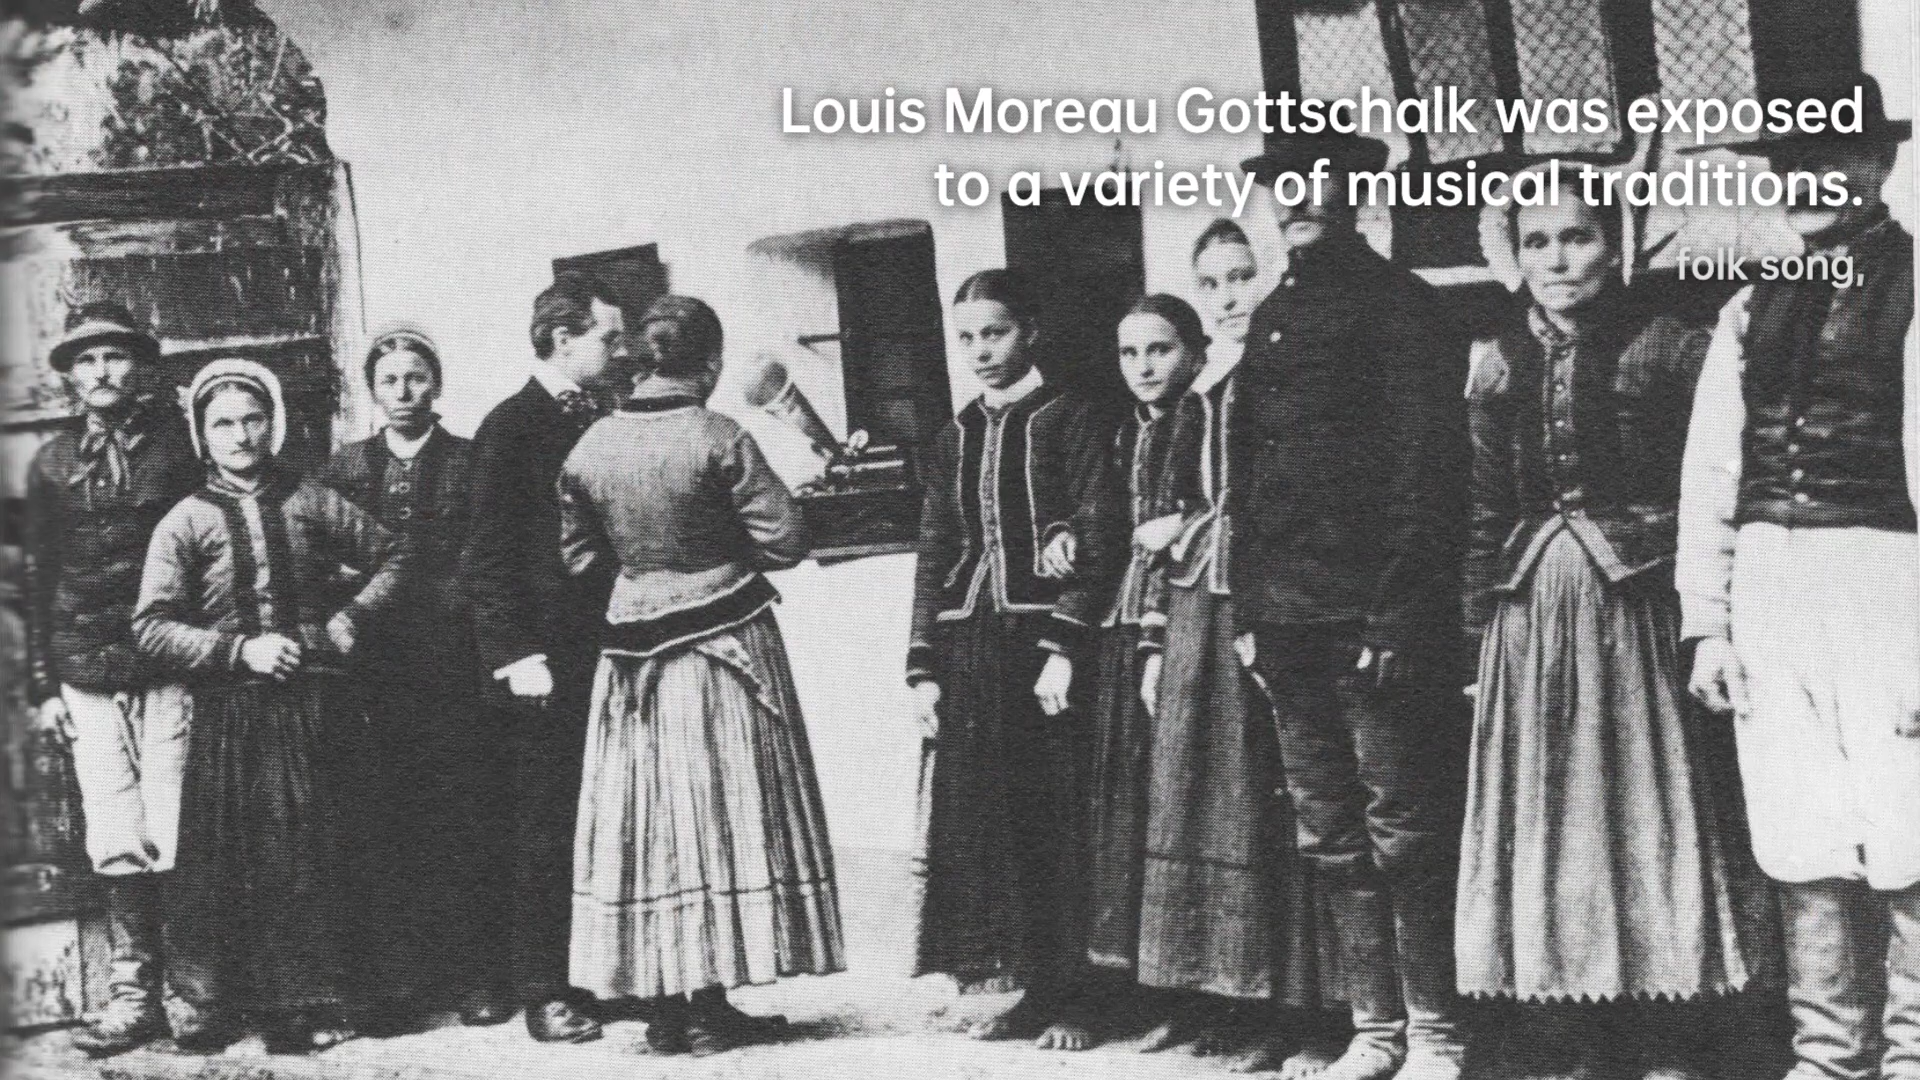 Louis Moreau Gottschalk was exposed
to a variety of musical traditions.
folk song,